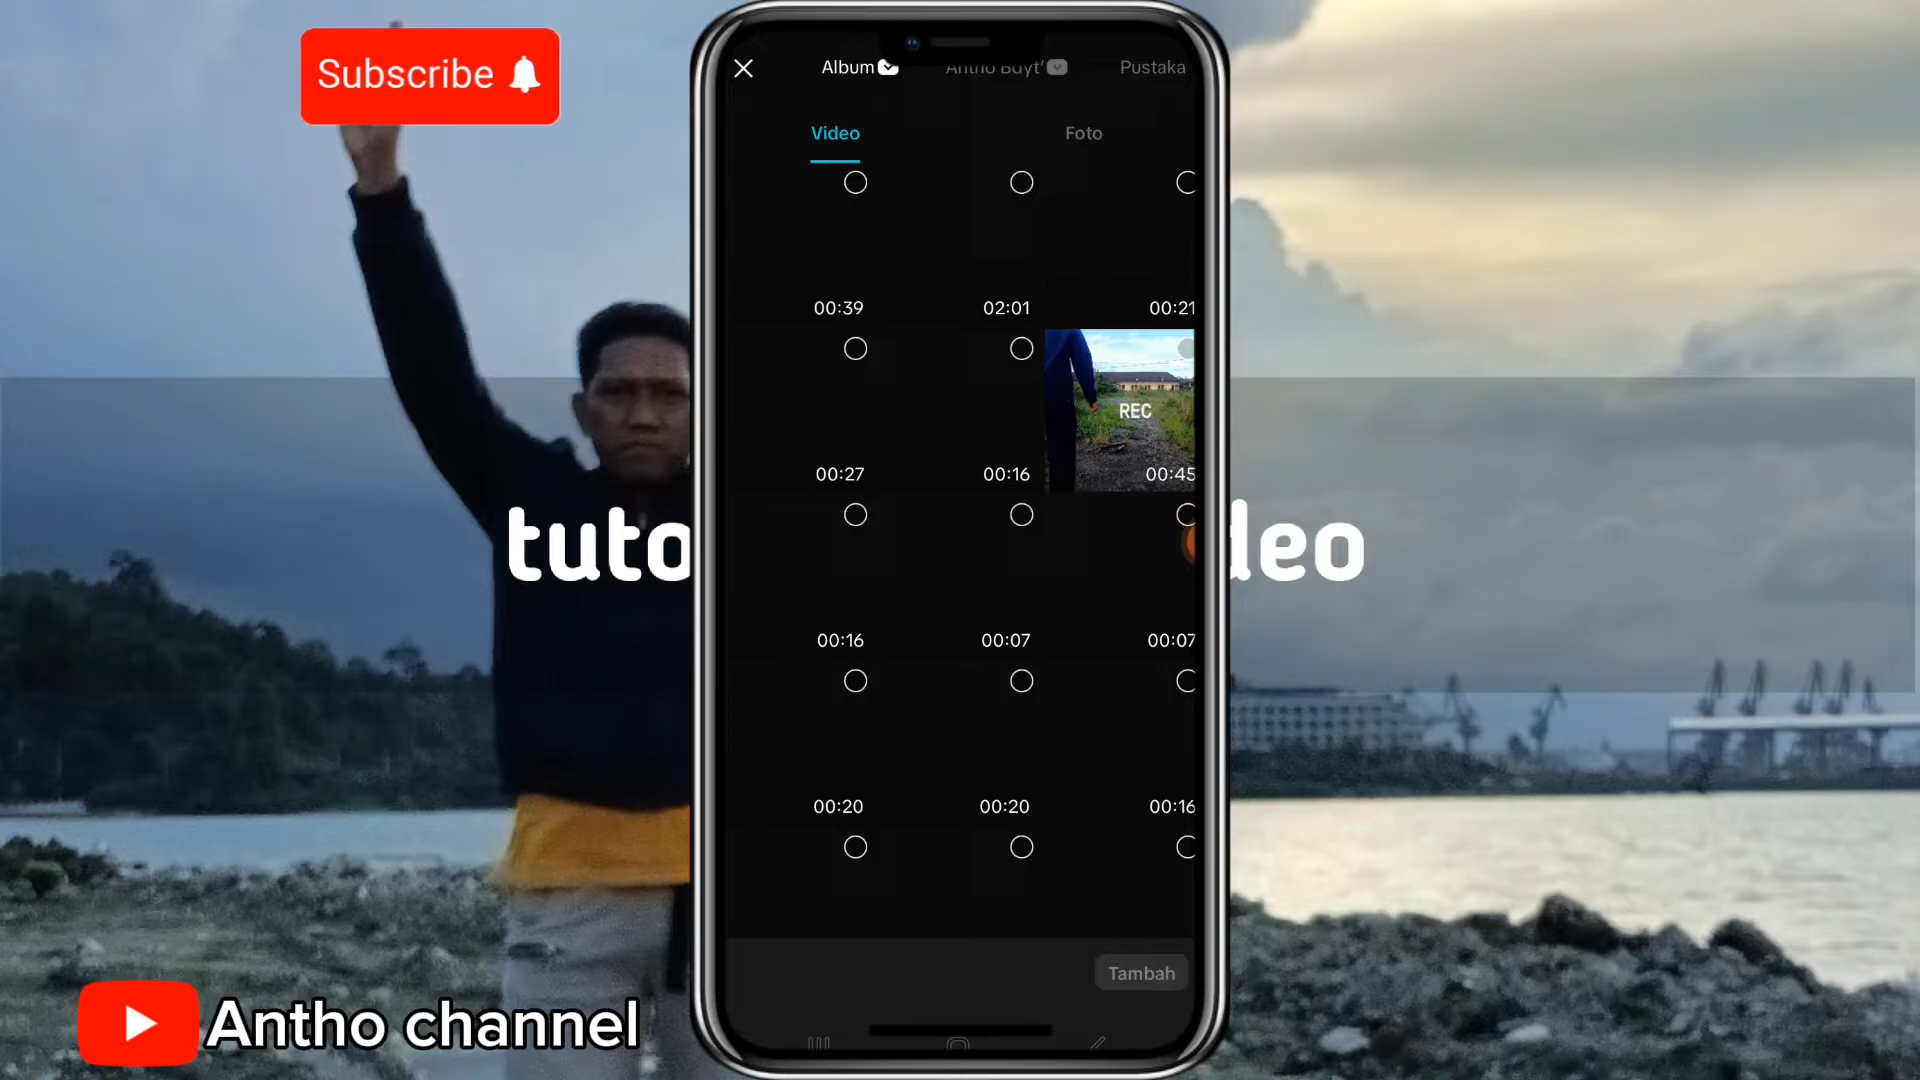 Subscribe
Album
Pustaka
Video
Foto
00:39 02:01 00:21
REC
00:27 00:16 00:45
tuto deo
00:16 00:07 00:07
00:20 00:20 00:16
Tambah
Antho channel